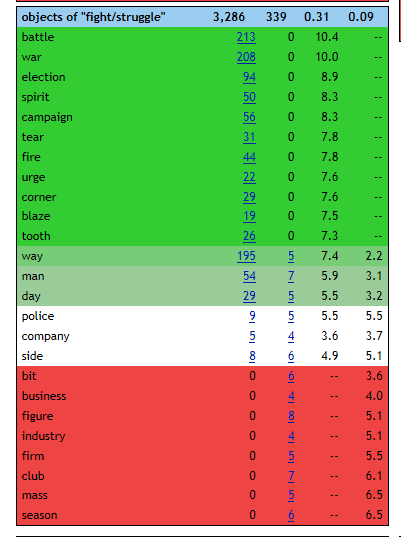 objects of "fight/struggle" 3,286 339 0.31 0.09
battle 213 0 10.4 --
war 208 0 10.0 --
election 94 0 8.9 --
spirit 50 0 8.3 --
campaign 56 0 8.3 --
tear 31 0 7.8 --
fire 44 0 7.8 --
urge 22 0 7.6 --
corner 29 0 7.6 --
blaze 19 0 7.5 --
tooth 26 0 7.3 --
way 195 5 7.4 2.2
man 54 7 5.9 3.1
day 29 5 5.5 3.2
police 9 5 5.5 5.5
company 5 4 3.6 3.7
side 8 6 4.9 5.1
bit 0 6 -- 3.6
business 0 4 -- 4.0
figure 0 8 -- 5.1
industry 0 4 -- 5.1
firm 0 5 -- 5.5
club 0 7 -- 6.1
mass 0 5 -- 6.5
season 0 6 -- 6.5